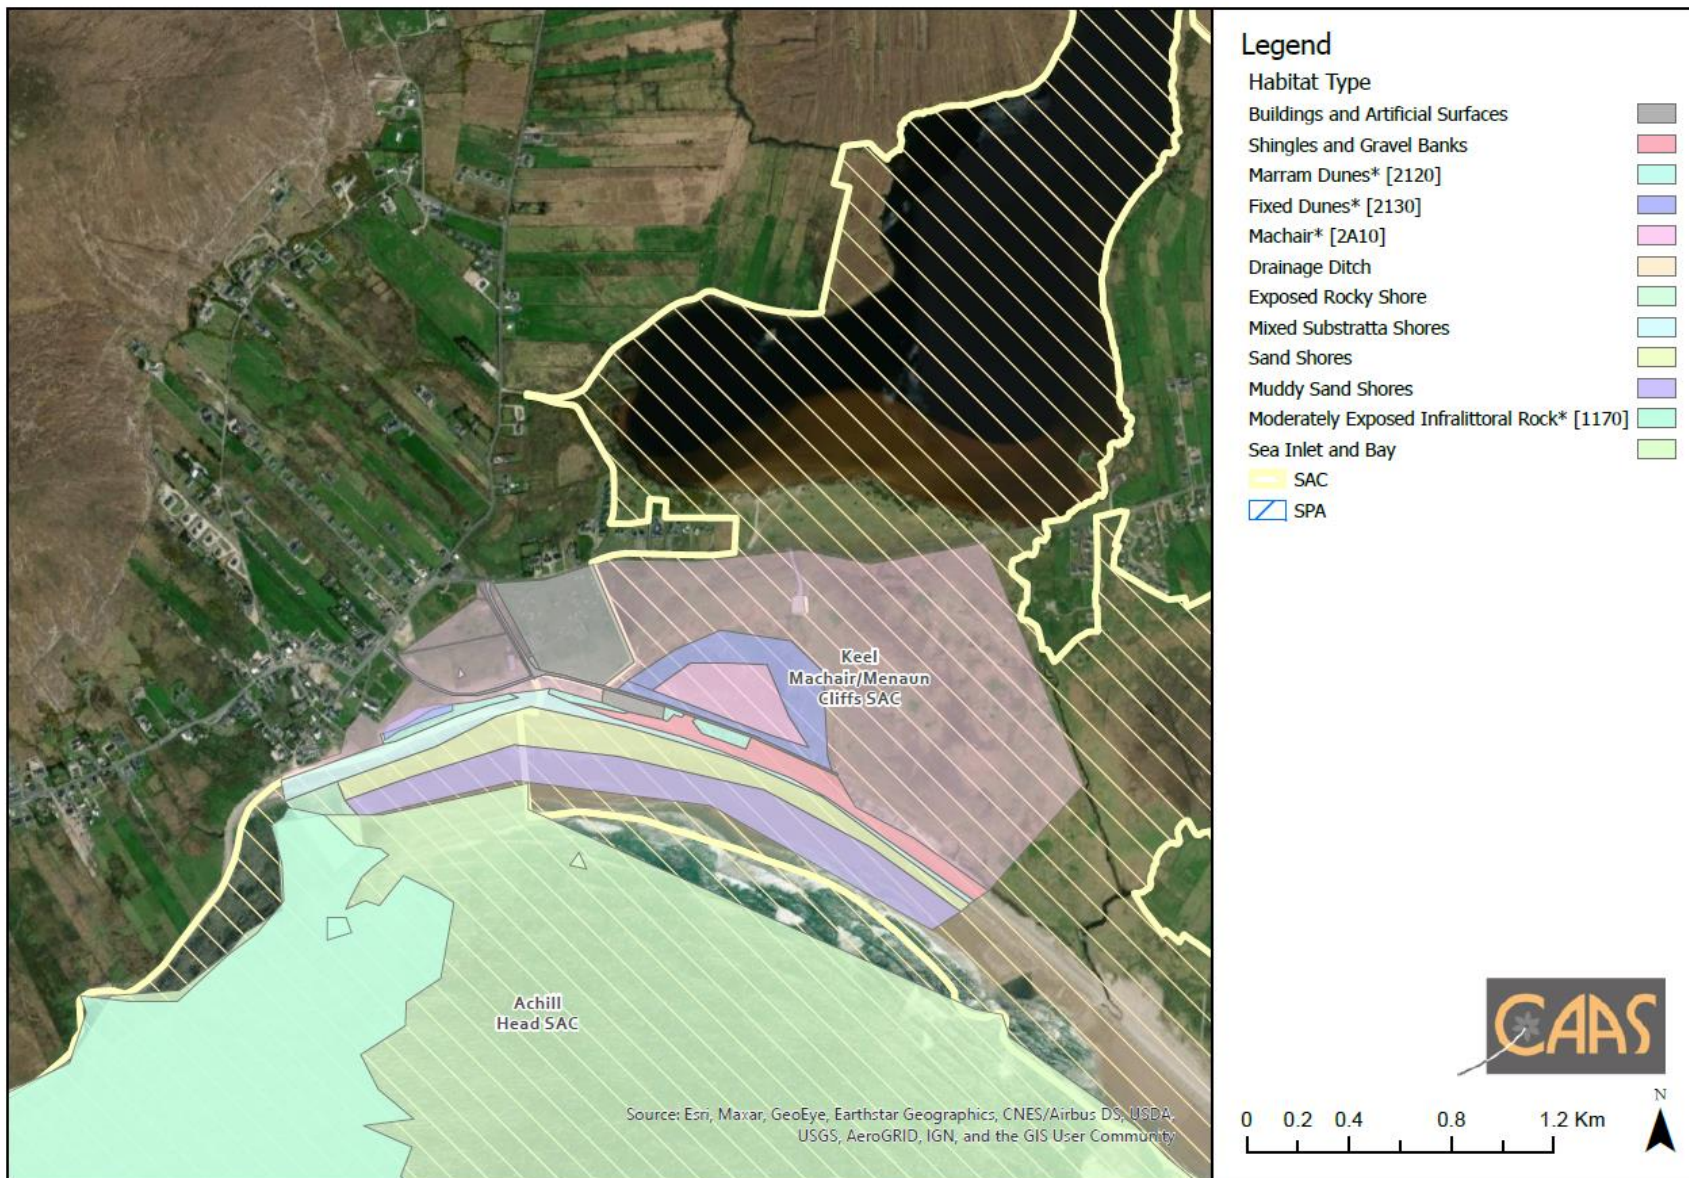 Legend
Habitat Type
Buildings and Artificial Surfaces
Shingles and Gravel Banks
Marram Dunes* [2120]
Fixed Dunes* [2130]
Machair* [2A10]
Drainage Ditch
Exposed Rocky Shore
Mixed Substratta Shores
Sand Shores
Muddy Sand Shores
Moderately Exposed Infralittoral Rock* [1170]
Sea Inlet and Bay
SAC
SPA
Keel
Machair/Menaun
Cliffs SAC
Achill
Head SAC
Source: Esri, Maxar, GeoEye, Earthstar Geographics, CNES/Airbus DS, USDA,
USGS, AeroGRID, IGN, and the GIS User Community
CAAS
N
0 0.2 0.4 0.8 1.2 Km